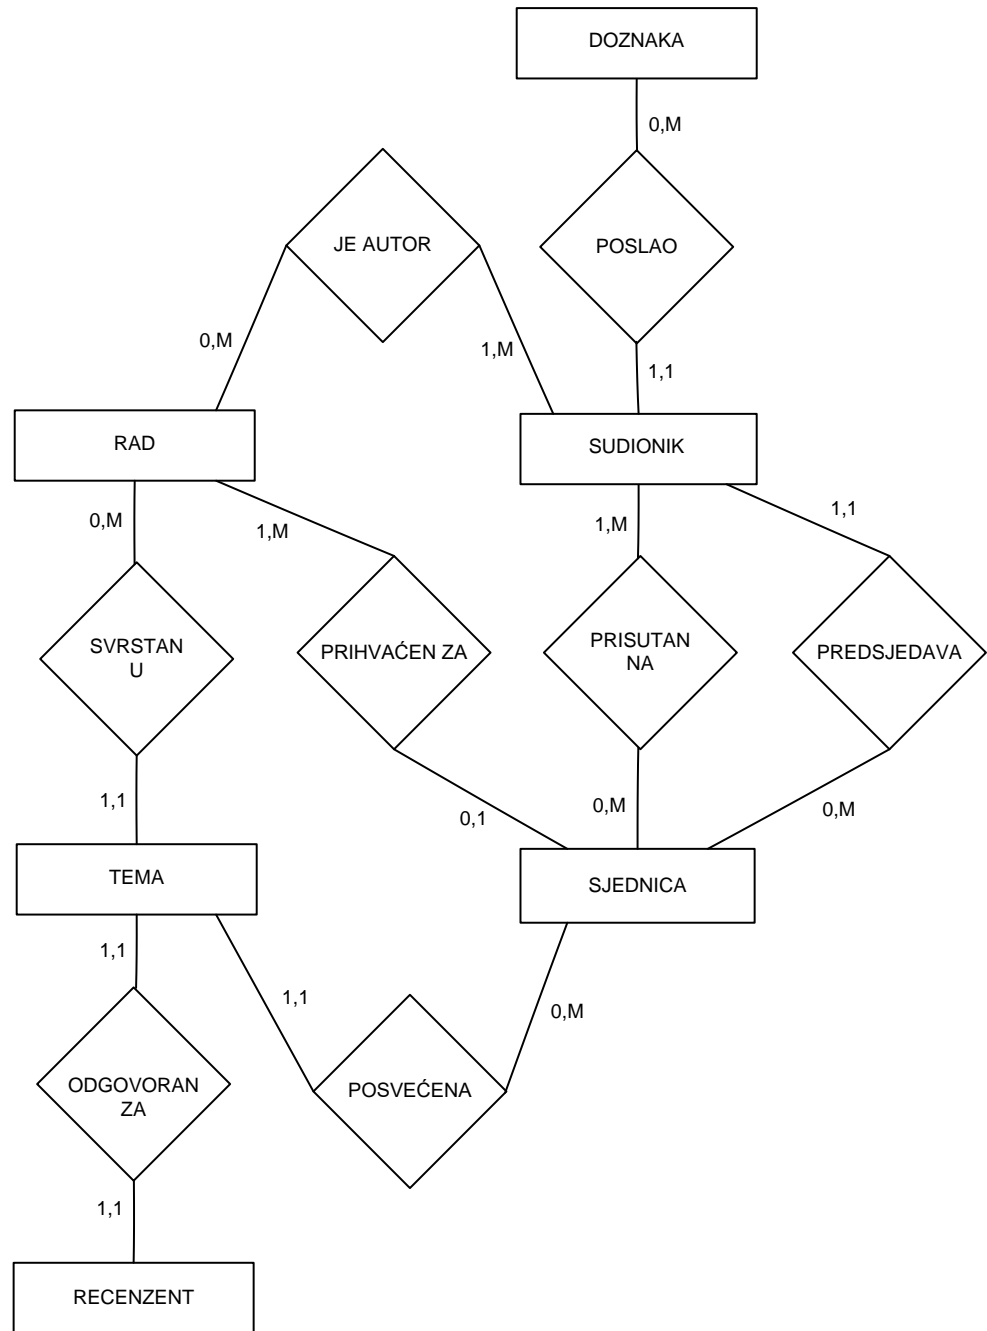 DOZNAKA
0,M
JE AUTOR
POSLAO
0,M
1,M
1,1
RAD
SUDIONIK
0,M
1,M
1,M
1,1
SVRSTAN
U
PRIHVAĆEN ZA
PRISUTAN
NA
PREDSJEDAVA
1,1
0,1
0,M
0,M
TEMA
SJEDNICA
1,1
1,1
0,M
ODGOVORAN
ZA
POSVEĆENA
1,1
RECENZENT